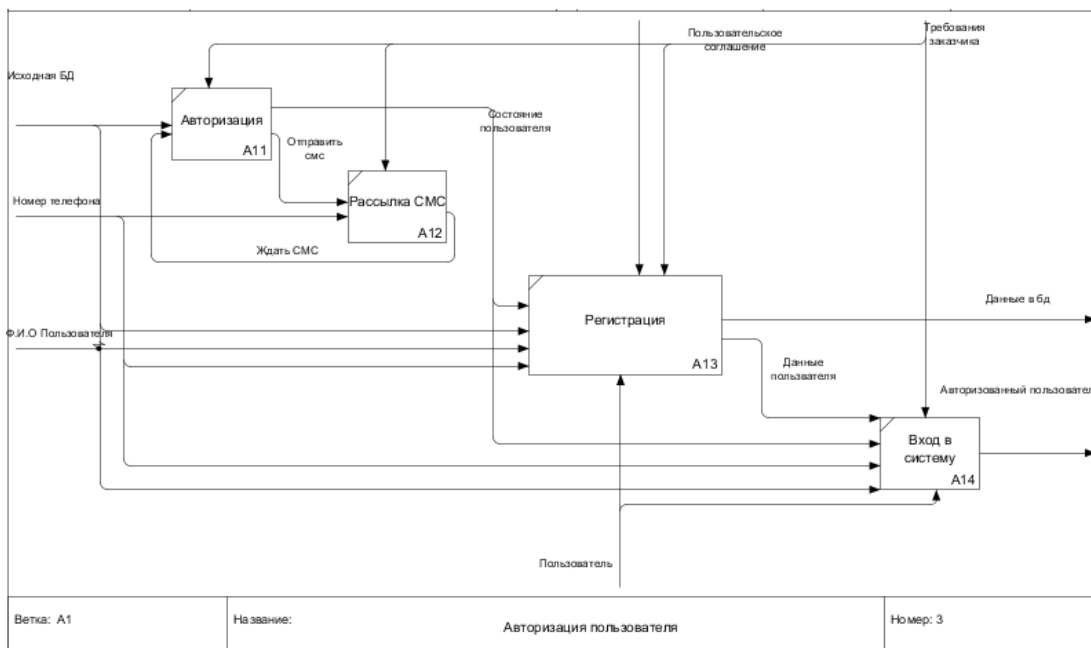 Пользовательское
соглашение
Требования
заказчика
Исходная БД
Авторизация
A11
Состояние
пользователя
Отправить
смс
Номер телефона
Рассылка СМС
A12
Ждать СМС
Регистрация
A13
Данные в бд
Ф.И.О Пользователя
Данные
ользвателя
Авторизованный пользовател
Вход в
систему
A14
Пользователь
Ветка: A1
Название:
Авторизация пользователя
Номер: 3